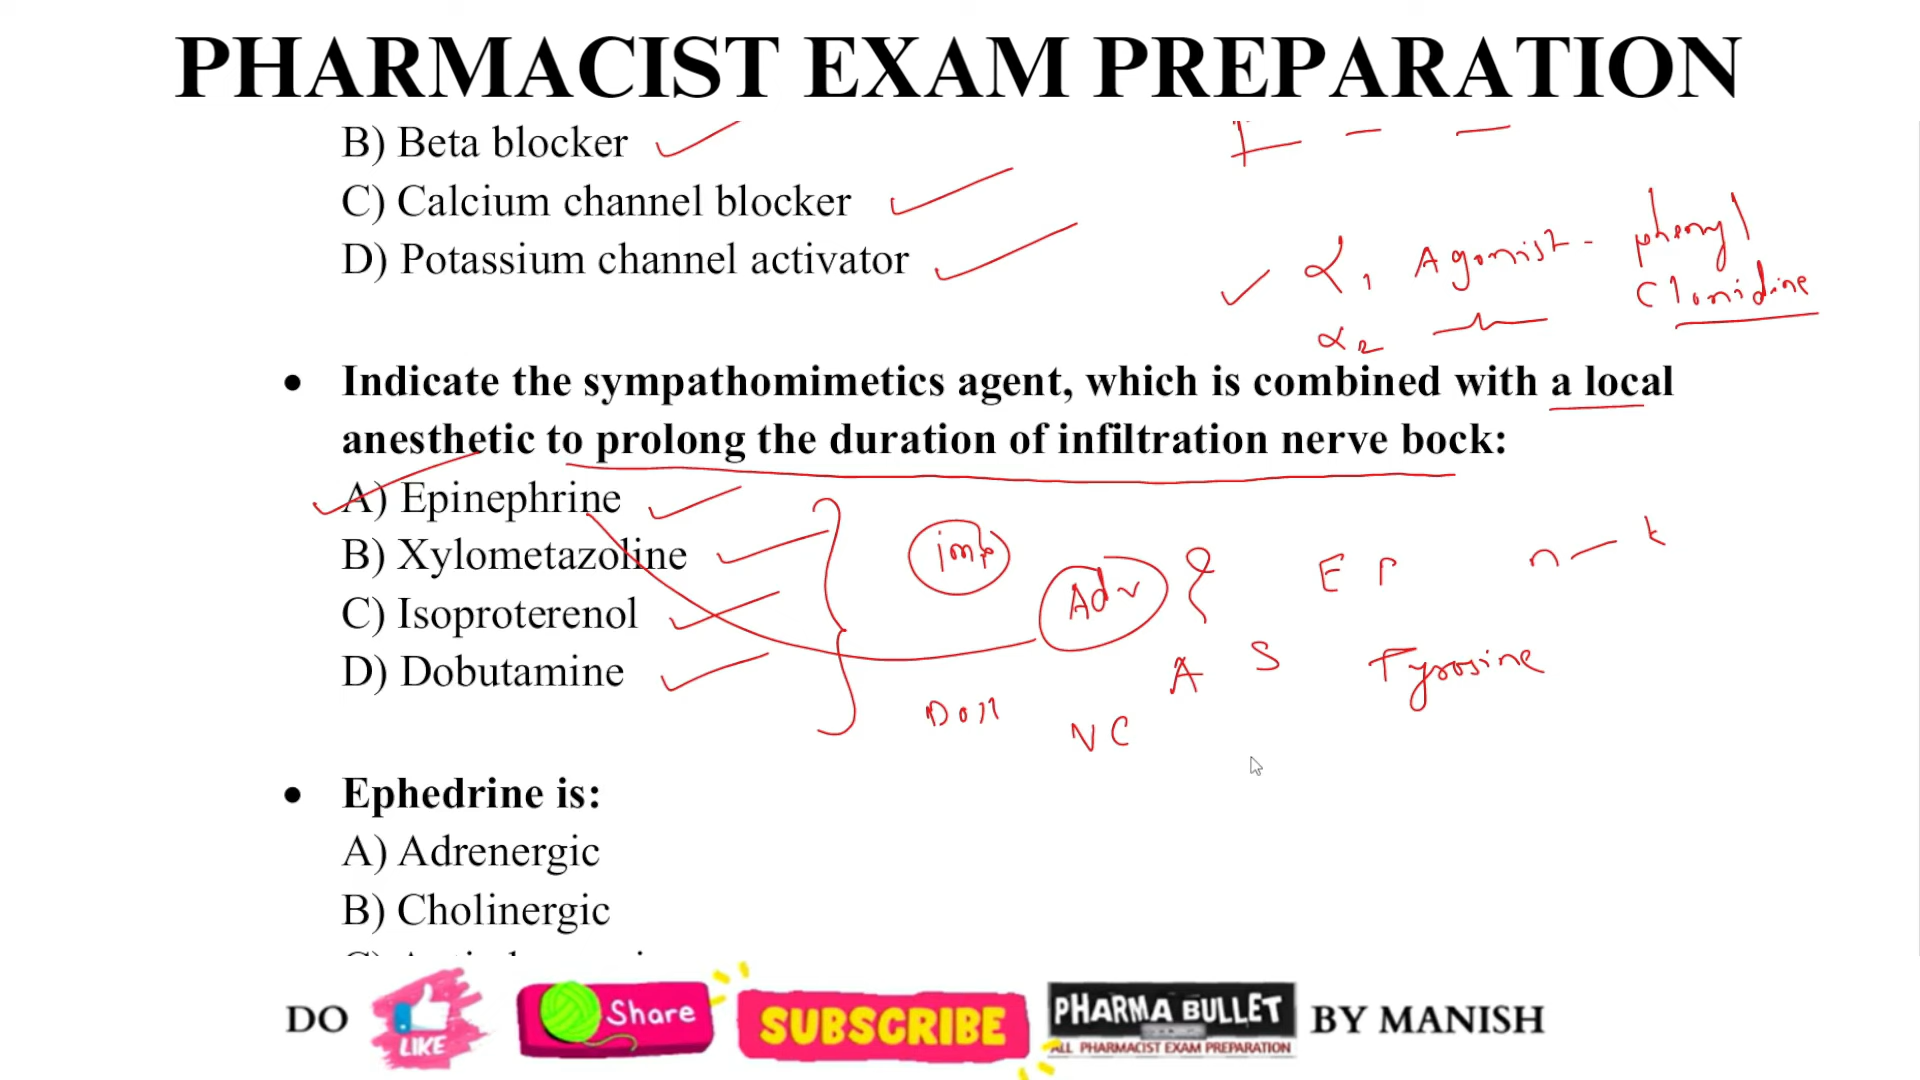 PHARMACIST EXAM PREPARATION
B) Beta blocker
C) Calcium channel blocker
D) Potassium channel activator
α1 Agonist - phenyl
α2 Clonidine
• Indicate the sympathomimetics agent, which is combined with a local
anesthetic to prolong the duration of infiltration nerve bock:
A) Epinephrine
B) Xylometazoline
C) Isoproterenol
D) Dobutamine
imp
Adr
E P n — k
A S Tyrosine
NC
• Ephedrine is:
A) Adrenergic
B) Cholinergic
DO LIKE Share SUBSCRIBE PHARMA BULLET BY MANISH
ALL PHARMACIST EXAM PREPARATION